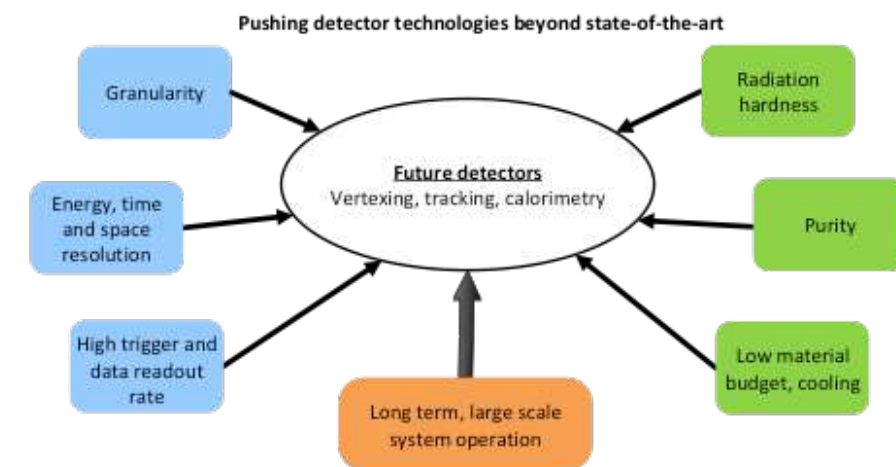 Pushing detector technologies beyond state-of-the-art
Granularity
Radiation
hardness
Future detectors
Vertexing, tracking, calorimetry
Energy, time
and space
resolution
Purity
High trigger and
data readout
rate
Low material
budget, cooling
Long term, large scale
system operation